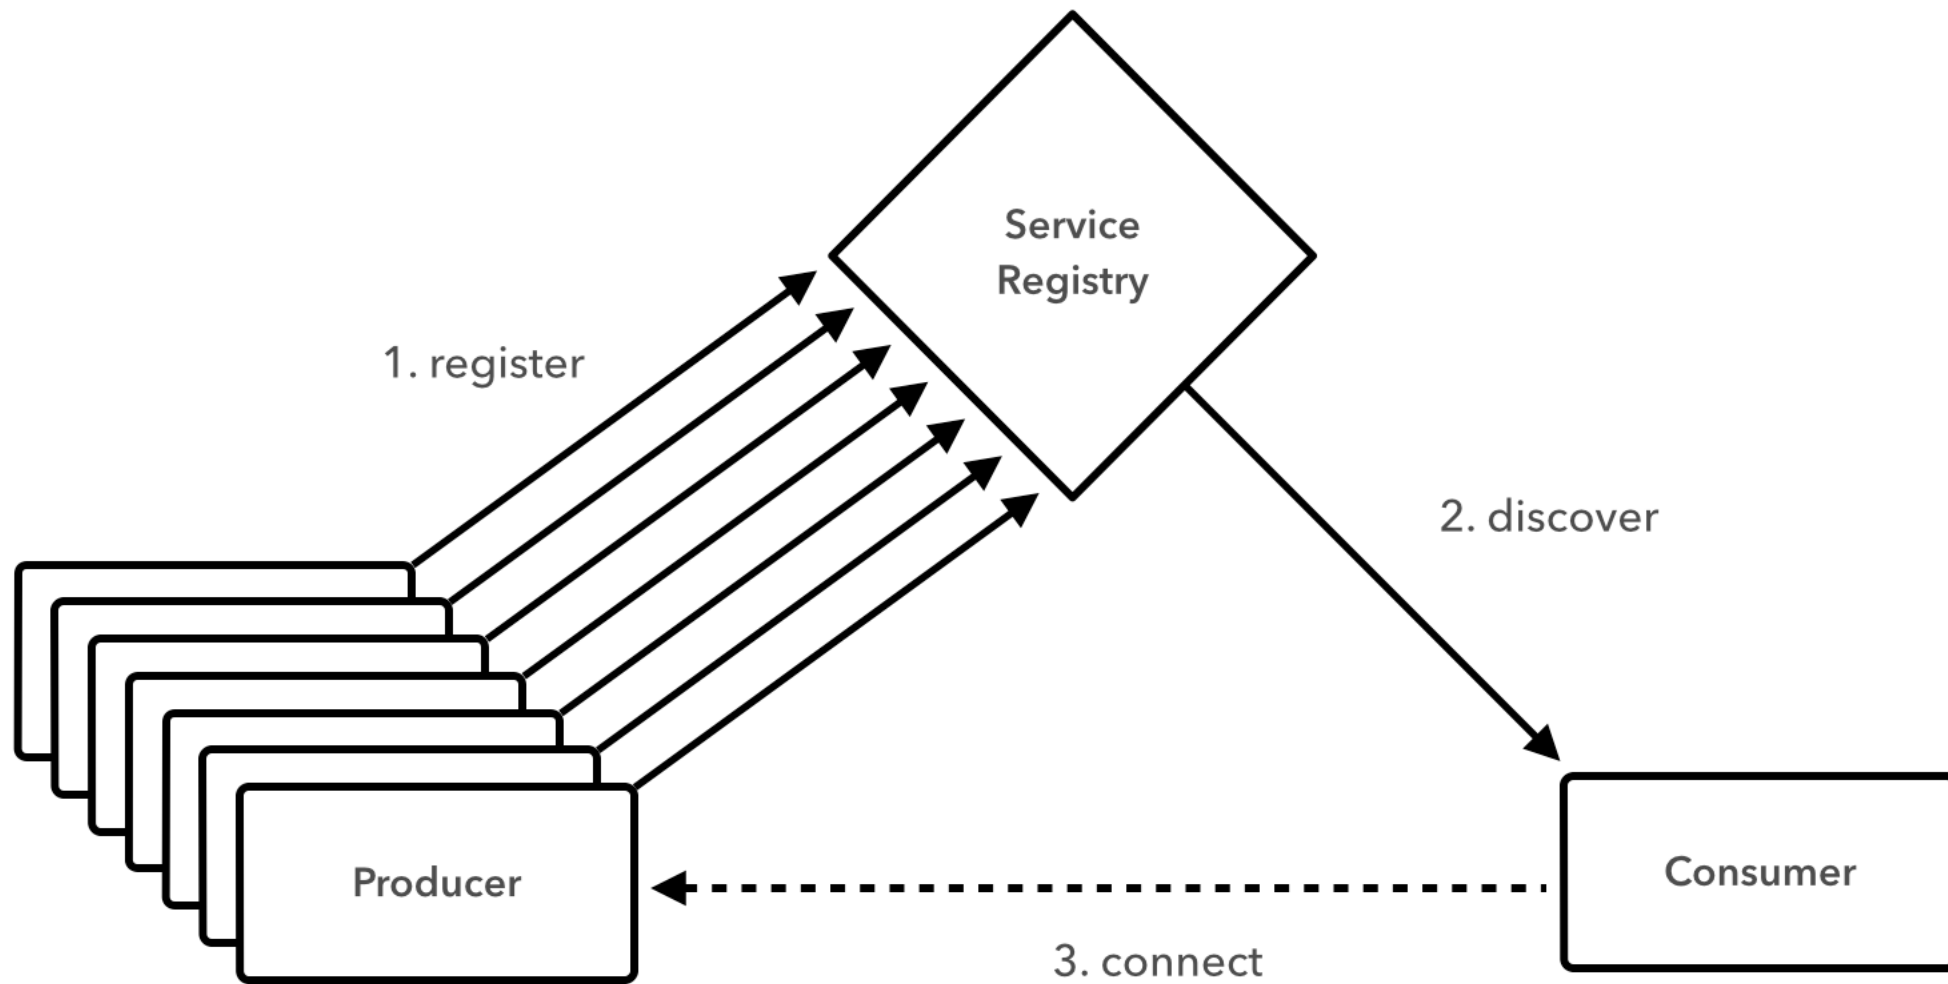 Service
Registry
1. register
2. discover
Producer
Consumer
3. connect